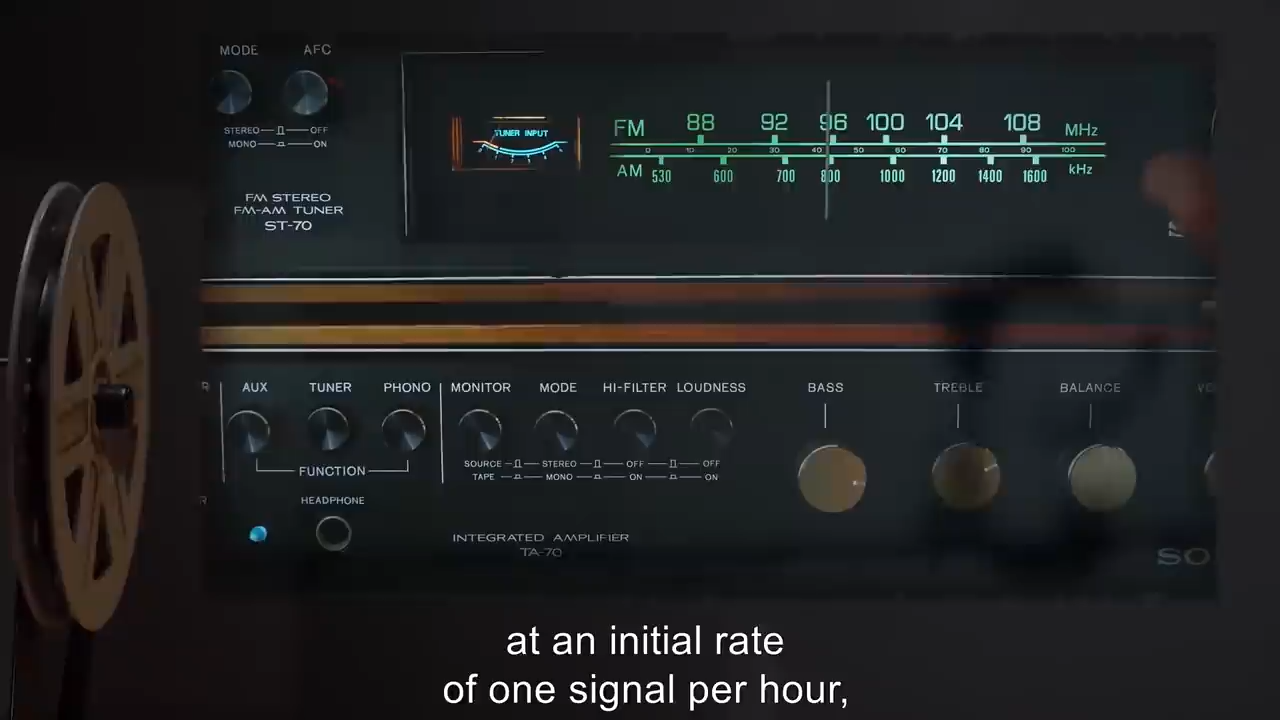 MODE AFC
STEREO OFF
MONO ON
FM STEREO
FM-AM TUNER
ST-70
TUNER INPUT
FM 88 92 96 100 104 108 MHz
0 10 20 30 40 50 60 70 80 90 100
AM 530 600 700 800 1000 1200 1400 1600 kHz
AUX TUNER PHONO MONITOR MODE HI-FILTER LOUDNESS BASS TREBLE BALANCE
SOURCE STEREO OFF OFF
TAPE MONO ON ON
FUNCTION
HEADPHONE
INTEGRATED AMPLIFIER
TA-70
SO
at an initial rate
of one signal per hour,